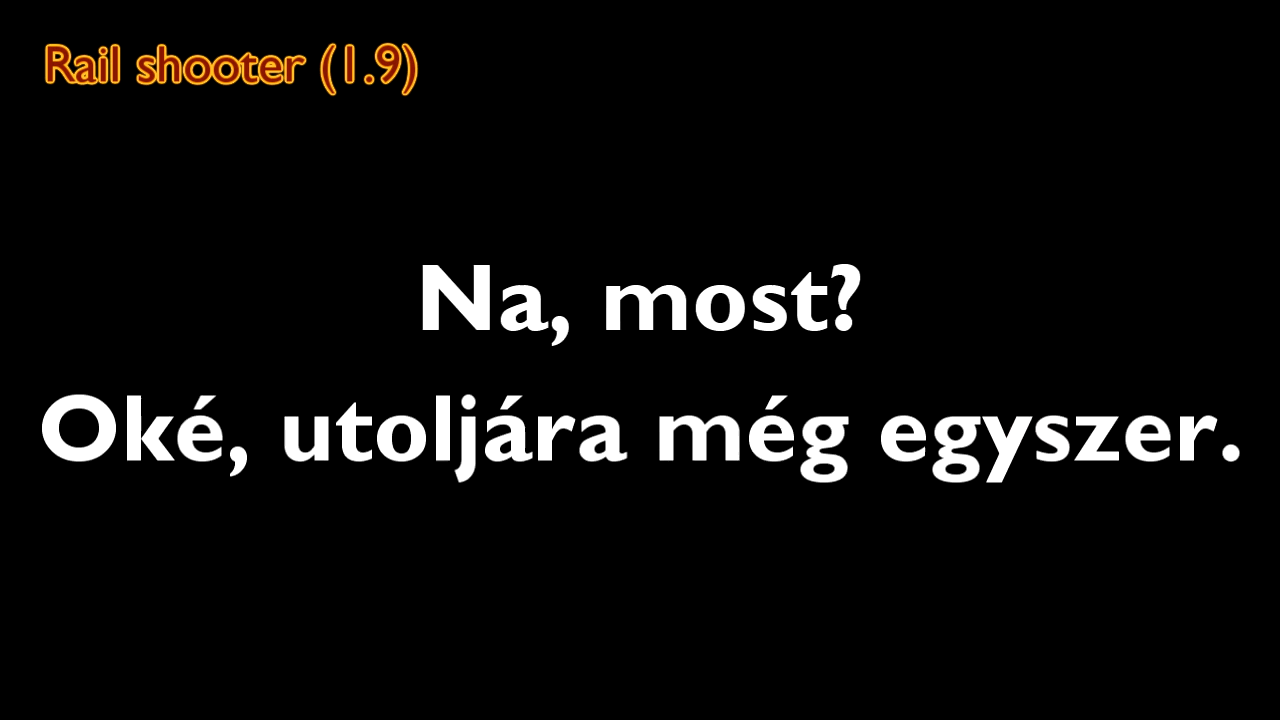 Rail shooter (1.9)
Na, most?
Oké, utoljára még egyszer.